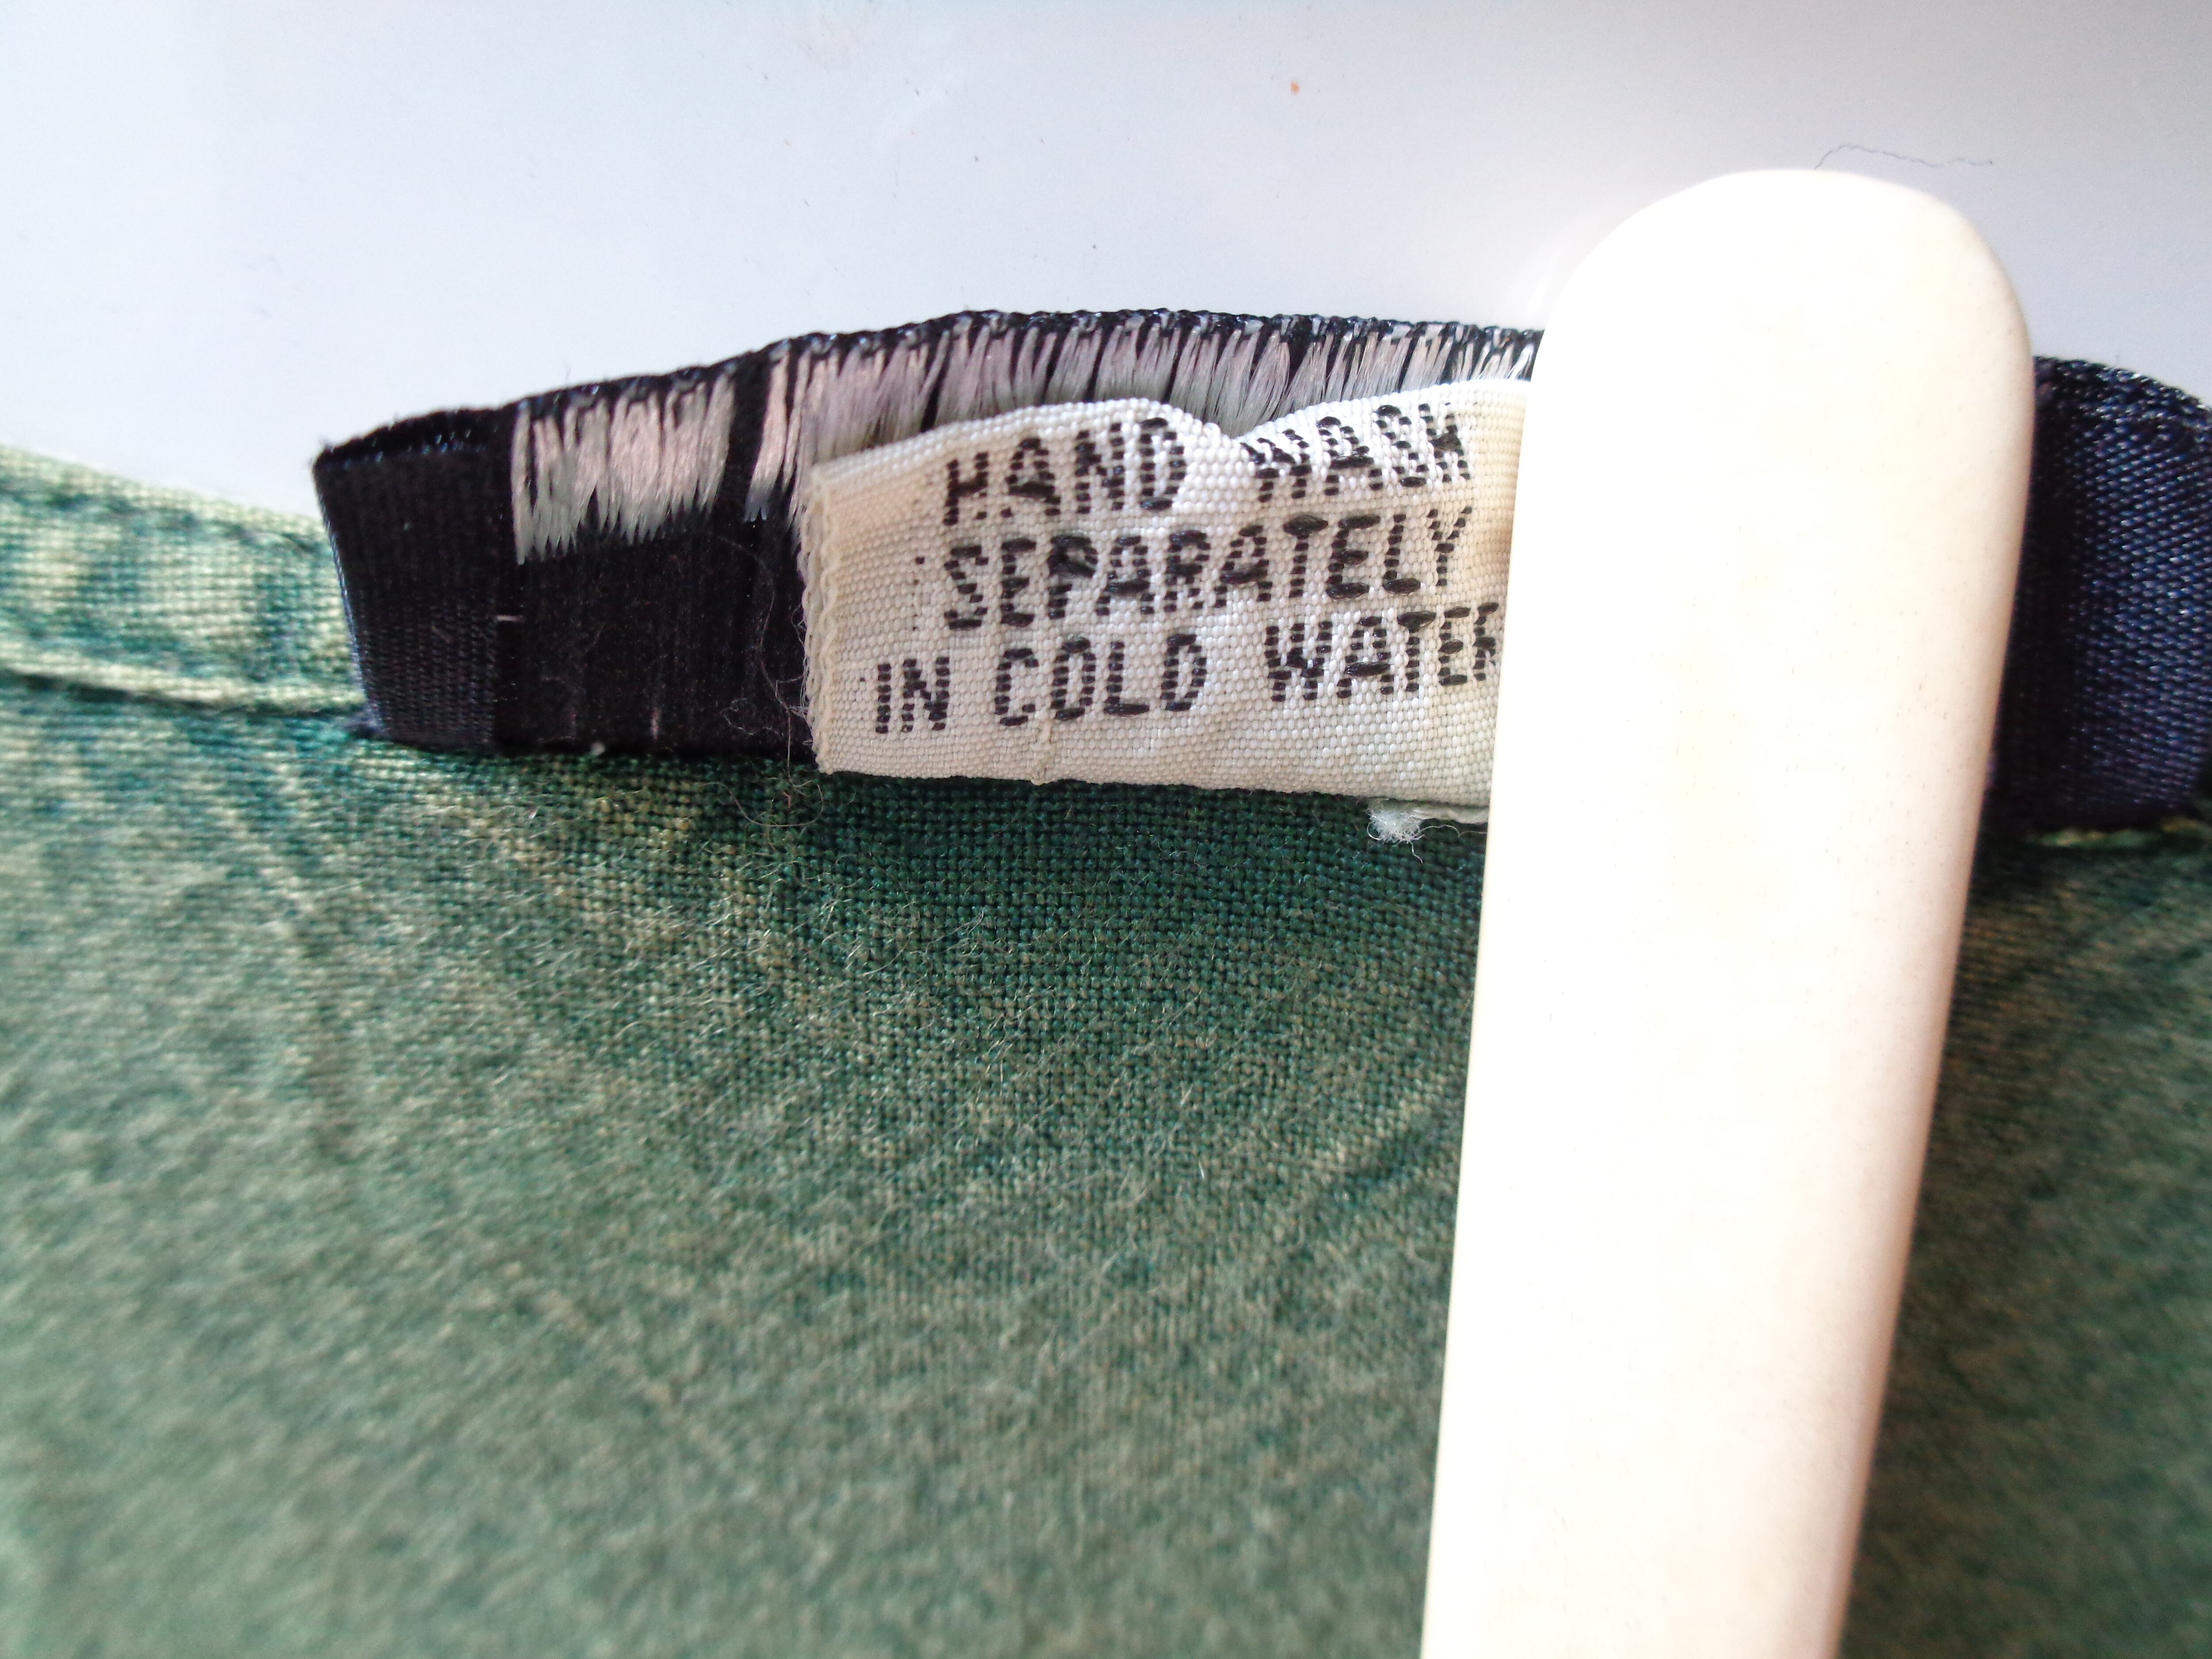 HAND WASH
SEPARATELY
IN COLD WATER